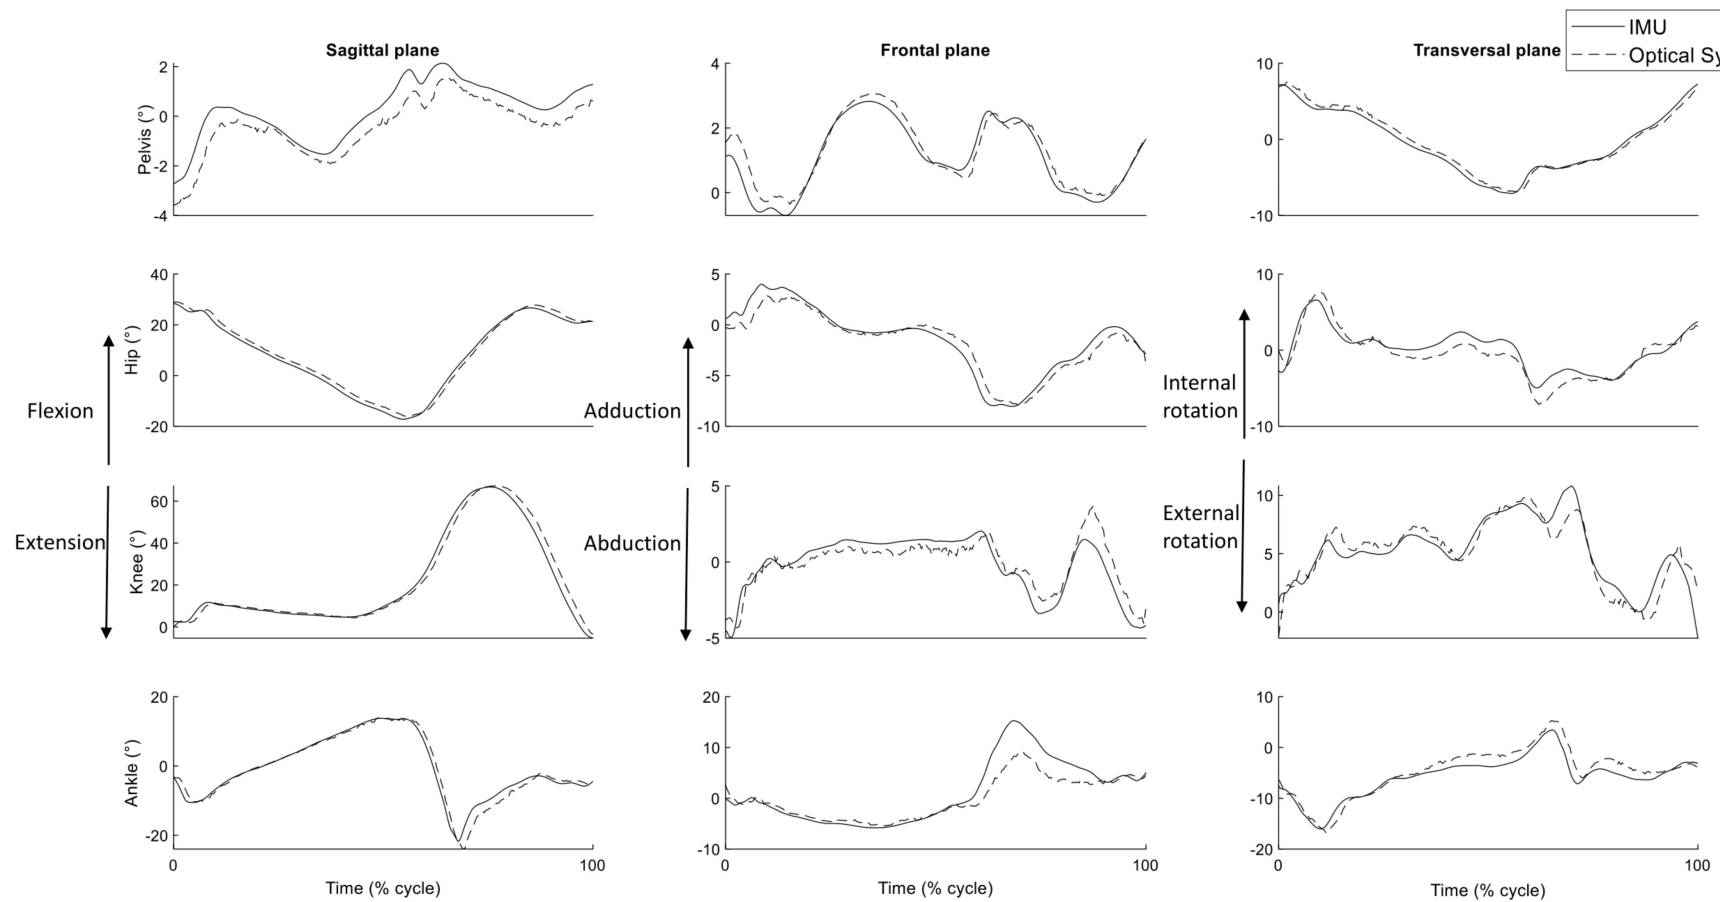 IMU
Optical Sy
Sagittal plane
Frontal plane
Transversal plane
Pelvis (°)
2
0
-2
-4
4
2
0
10
0
-10
Hip (°)
40
20
0
-20
5
0
-5
-10
10
0
-10
Flexion
Adduction
Internal
rotation
Extension
Abduction
External
rotation
Knee (°)
60
40
20
0
5
0
-5
10
5
0
Ankle (°)
20
0
-20
20
10
0
-10
10
0
-10
-20
0
100
0
100
0
100
Time (% cycle)
Time (% cycle)
Time (% cycle)